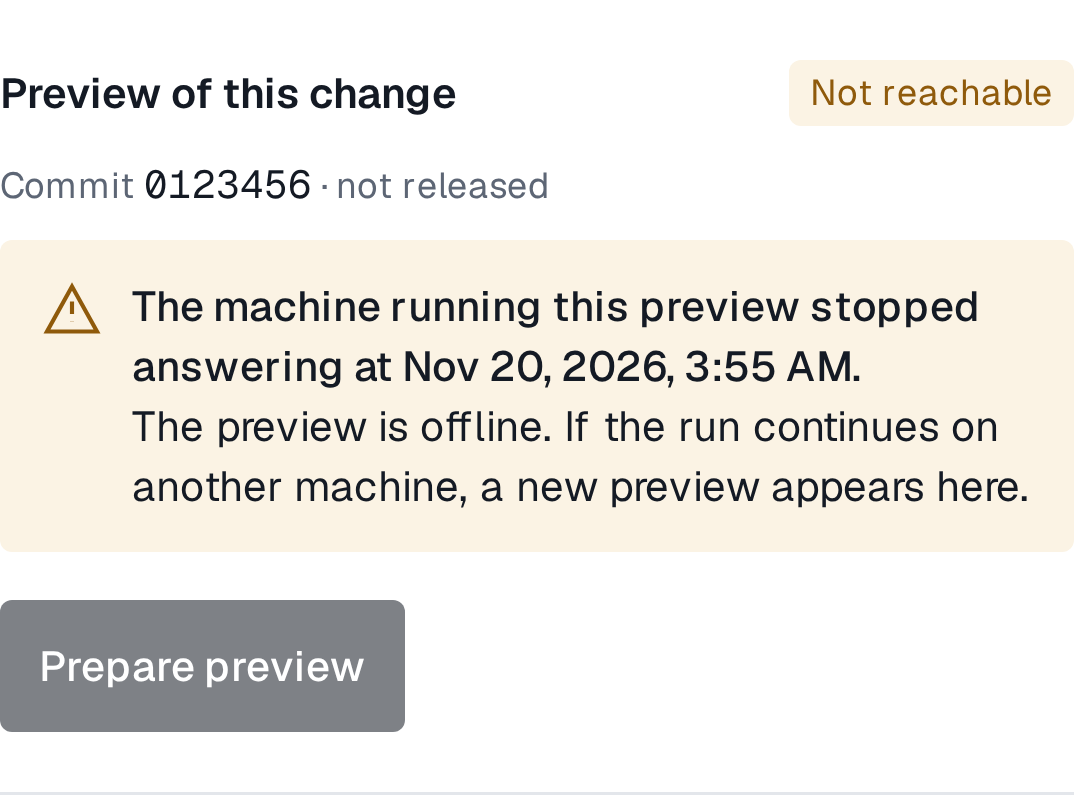 Preview of this change
Not reachable
Commit 0123456 · not released
The machine running this preview stopped
answering at Nov 20, 2026, 3:55 AM.
The preview is offline. If the run continues on
another machine, a new preview appears here.
Prepare preview